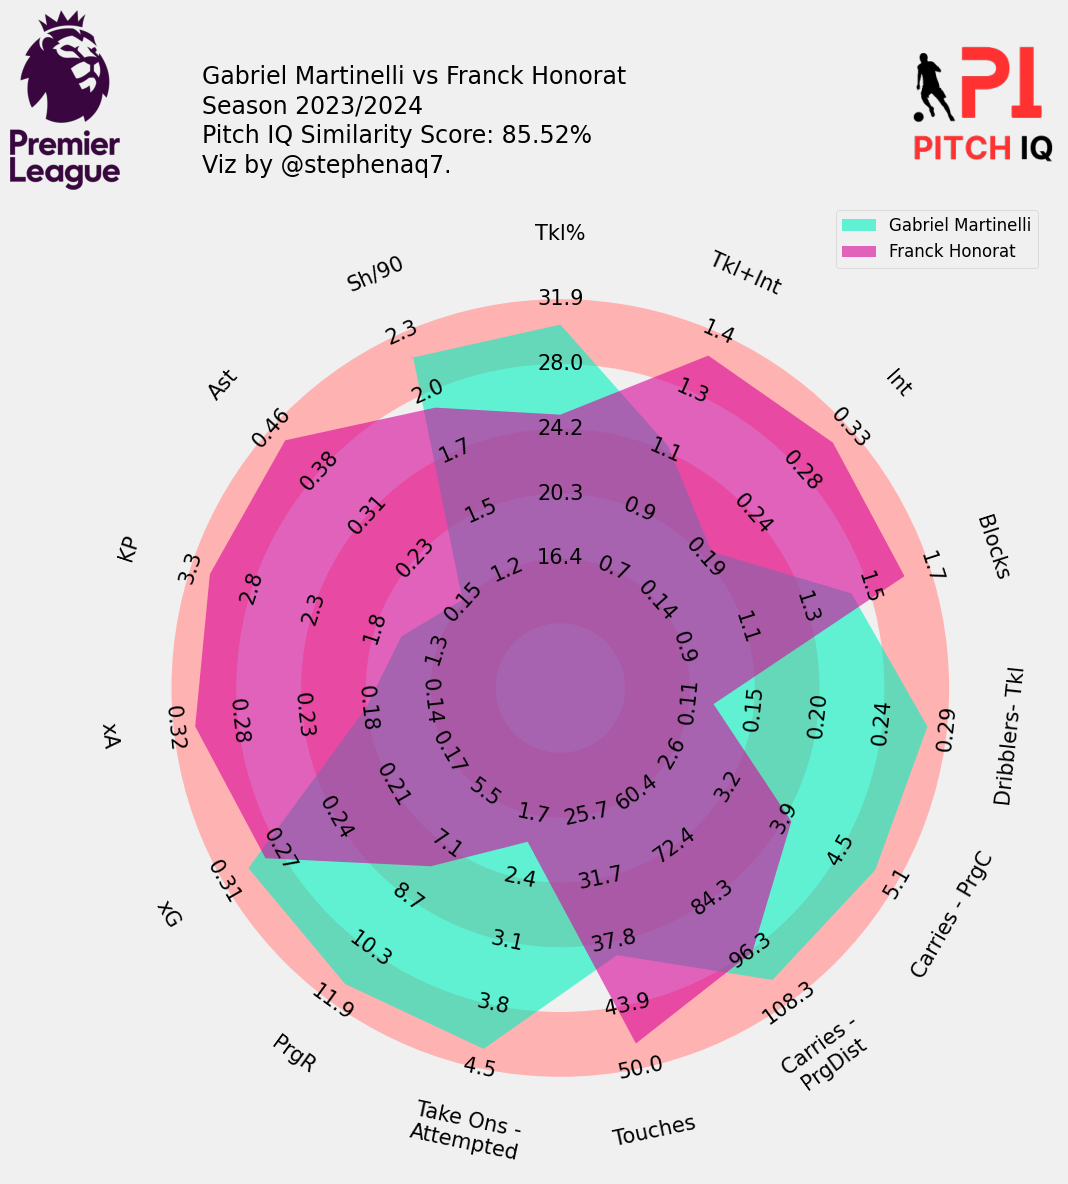 Premier
League
Gabriel Martinelli vs Franck Honorat
Season 2023/2024
Pitch IQ Similarity Score: 85.52%
Viz by @stephenaq7.
PI
PITCH IQ
Gabriel Martinelli
Franck Honorat
Tkl%
16.4
20.3
24.2
28.0
31.9
Tkl+Int
0.7
0.9
1.1
1.3
1.4
Int
0.14
0.19
0.24
0.28
0.33
Blocks
0.9
1.1
1.3
1.5
1.7
Dribblers- Tkl
0.11
0.15
0.20
0.24
0.29
Carries - PrgC
2.6
3.2
3.9
4.5
5.1
Carries -
PrgDist
60.4
72.4
84.3
96.3
108.3
Touches
25.7
31.7
37.8
43.9
50.0
Take Ons -
Attempted
1.7
2.4
3.1
3.8
4.5
PrgR
5.5
7.1
8.7
10.3
11.9
xG
0.17
0.21
0.24
0.27
0.31
xA
0.14
0.18
0.23
0.28
0.32
KP
1.3
1.8
2.3
2.8
3.3
Ast
0.15
0.23
0.31
0.38
0.46
Sh/90
1.2
1.5
1.7
2.0
2.3